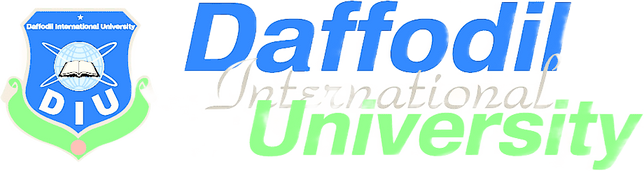 Daffodil International University
DIU
Daffodil
International
University